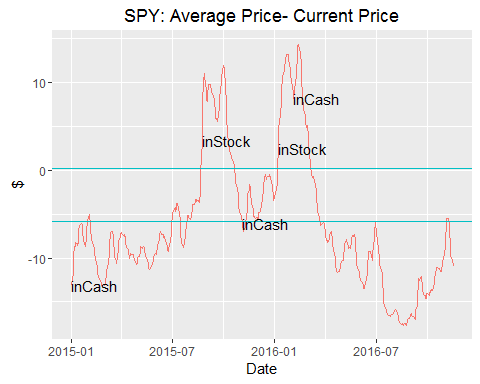 SPY: Average Price- Current Price
10
0
-10
$
inCash
inStock
inStock
inCash
inCash
2015-01
2015-07
2016-01
2016-07
Date